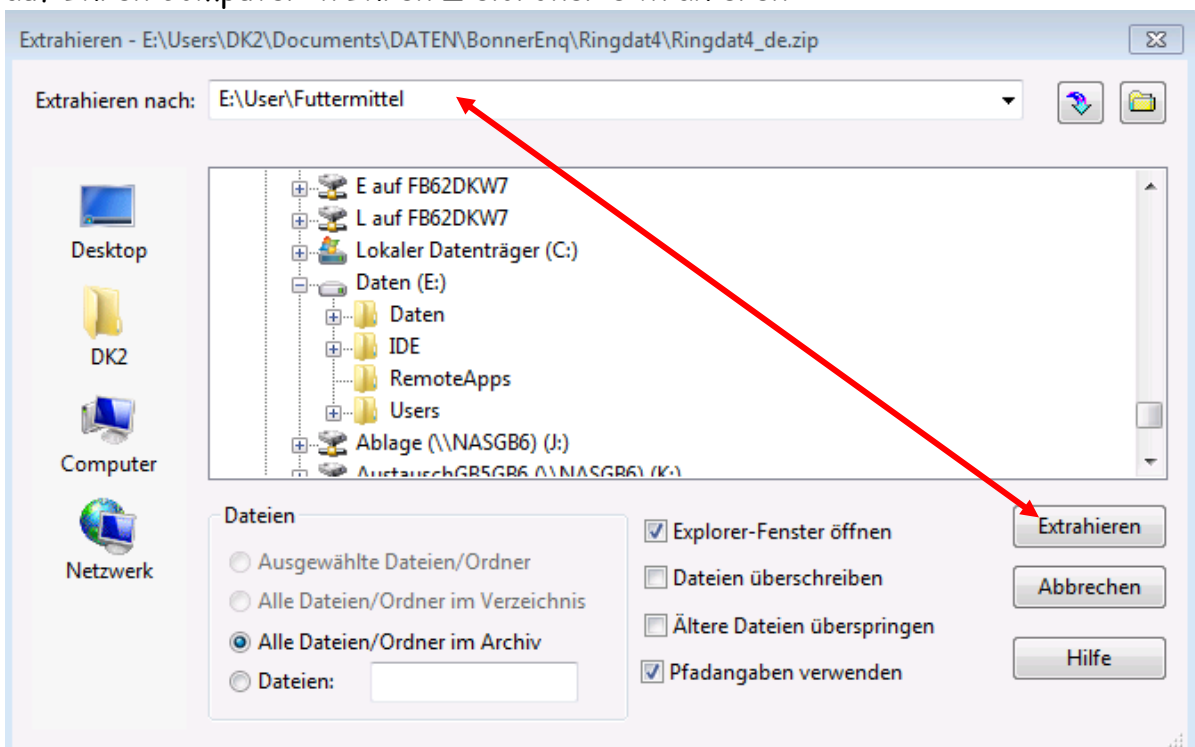 Extrahieren - E:\Users\DK2\Documents\DATEN\BonnerEnq\Ringdat4\Ringdat4_de.zip
Extrahieren nach: E:\User\Futtermittel
E auf FB62DKW7
L auf FB62DKW7
Lokaler Datenträger (C:)
Daten (E:)
Daten
IDE
RemoteApps
Users
Ablage (\\NASGB6) (J:)
AustauschGB5GB6 (\\NASGB6) (K:)
Desktop
DK2
Computer
Netzwerk
Dateien
Ausgewählte Dateien/Ordner
Alle Dateien/Ordner im Verzeichnis
Alle Dateien/Ordner im Archiv
Dateien:
Explorer-Fenster öffnen
Dateien überschreiben
Ältere Dateien überspringen
Pfadangaben verwenden
Extrahieren
Abbrechen
Hilfe